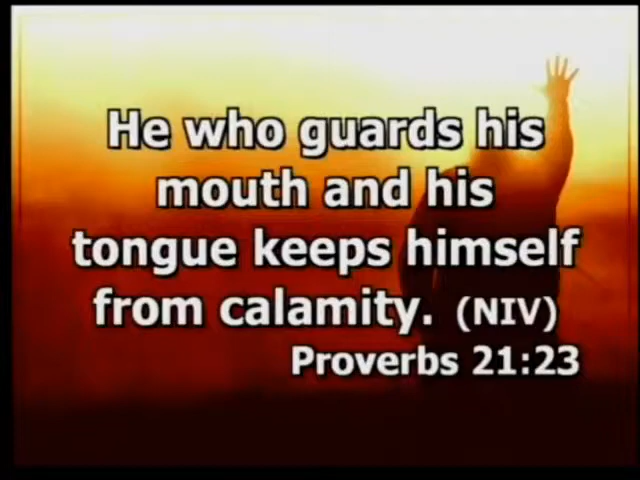 He who guards his
mouth and his
tongue keeps himself
from calamity. (NIV)
Proverbs 21:23